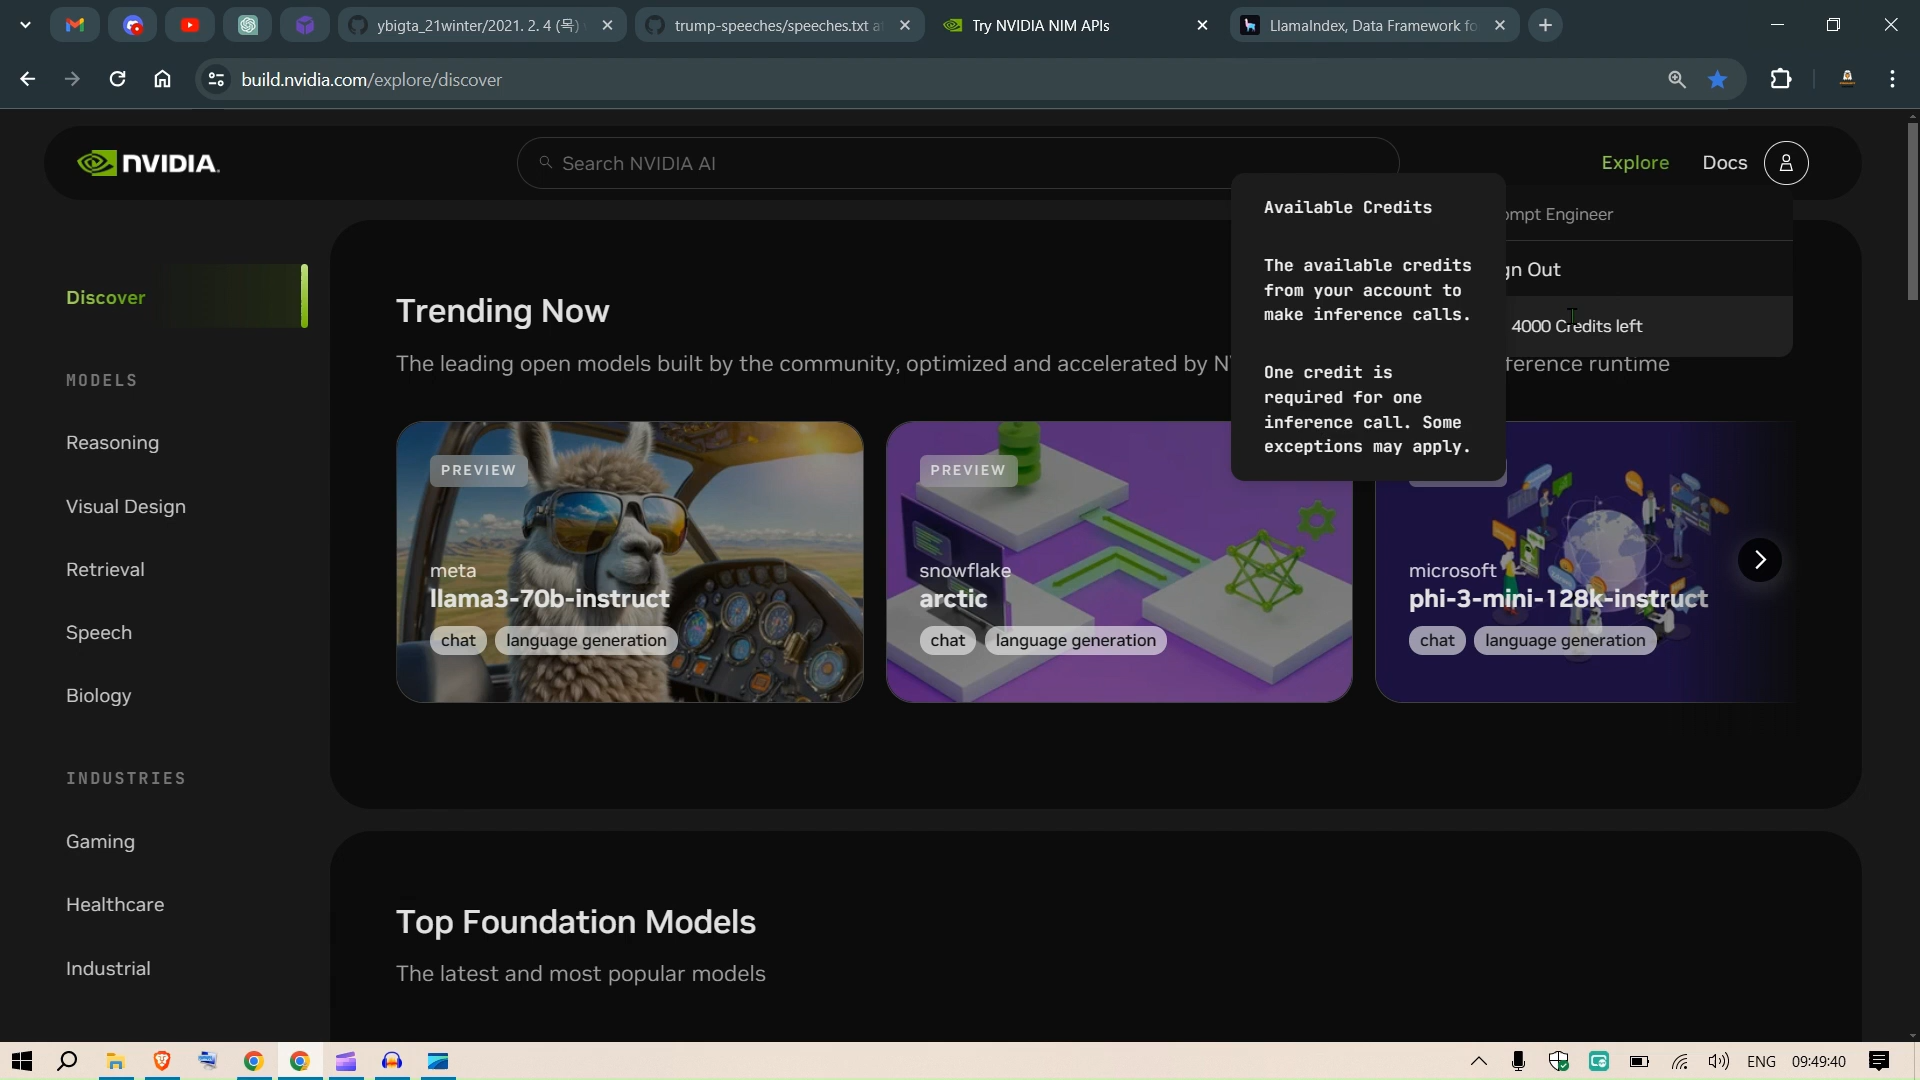 ybigta_21winter/2021. 2. 4 (목)
trump-speeches/speeches.txt a
Try NVIDIA NIM APIs
LlamaIndex, Data Framework fo
build.nvidia.com/explore/discover
NVIDIA.
Search NVIDIA AI
Explore
Docs
Available Credits
The available credits
from your account to
make inference calls.
One credit is
required for one
inference call. Some
exceptions may apply.
ompt Engineer
gn Out
4000 Credits left
Discover
MODELS
Reasoning
Visual Design
Retrieval
Speech
Biology
INDUSTRIES
Gaming
Healthcare
Industrial
Trending Now
The leading open models built by the community, optimized and accelerated by N
ference runtime
PREVIEW
meta
llama3-70b-instruct
chat
language generation
PREVIEW
snowflake
arctic
chat
language generation
microsoft
phi-3-mini-128k-instruct
chat
language generation
Top Foundation Models
The latest and most popular models
ENG
09:49:40